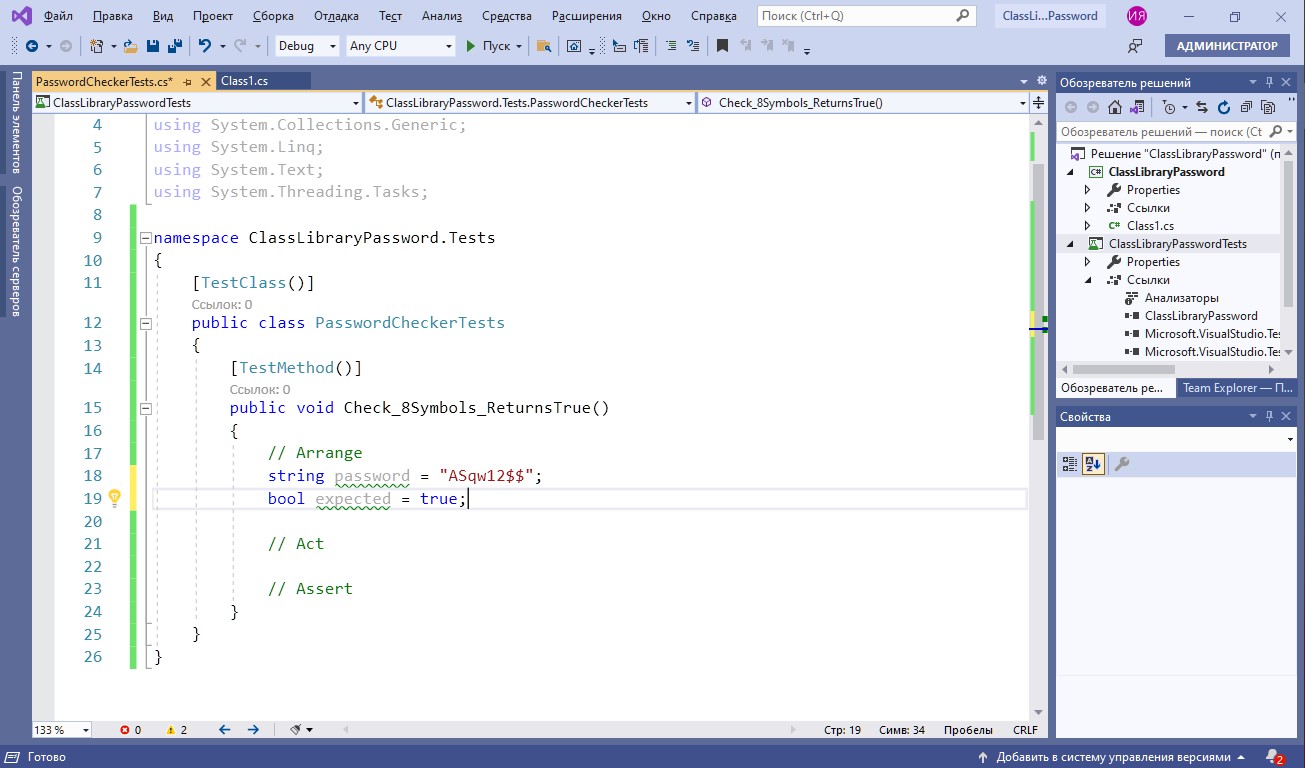 Файл Правка Вид Проект Сборка Отладка Тест Анализ Средства Расширения Окно Справка Поиск (Ctrl+Q) ClassLi...Password ИЯ
Debug Any CPU Пуск АДМИНИСТРАТОР
Панель элементов
Обозреватель серверов
PasswordCheckerTests.cs* Class1.cs
ClassLibraryPasswordTests ClassLibraryPassword.Tests.PasswordCheckerTests Check_8Symbols_ReturnsTrue()
4 using System.Collections.Generic;
5 using System.Linq;
6 using System.Text;
7 using System.Threading.Tasks;
8
9 namespace ClassLibraryPassword.Tests
10 {
11 [TestClass()]
Ссылок: 0
12 public class PasswordCheckerTests
13 {
14 [TestMethod()]
Ссылок: 0
15 public void Check_8Symbols_ReturnsTrue()
16 {
17 // Arrange
18 string password = "ASqw12$$";
19 bool expected = true;
20
21 // Act
22
23 // Assert
24 }
25 }
26 }
133 % 0 2 Стр: 19 Симв: 34 Пробелы CRLF
Обозреватель решений
Обозреватель решений — поиск (Ct
Решение "ClassLibraryPassword" (п
ClassLibraryPassword
Properties
Ссылки
C# Class1.cs
ClassLibraryPasswordTests
Properties
Ссылки
Анализаторы
ClassLibraryPassword
Microsoft.VisualStudio.Te
Microsoft.VisualStudio.Te
Обозреватель ре... Team Explorer — П...
Свойства
Готово Добавить в систему управления версиями 2